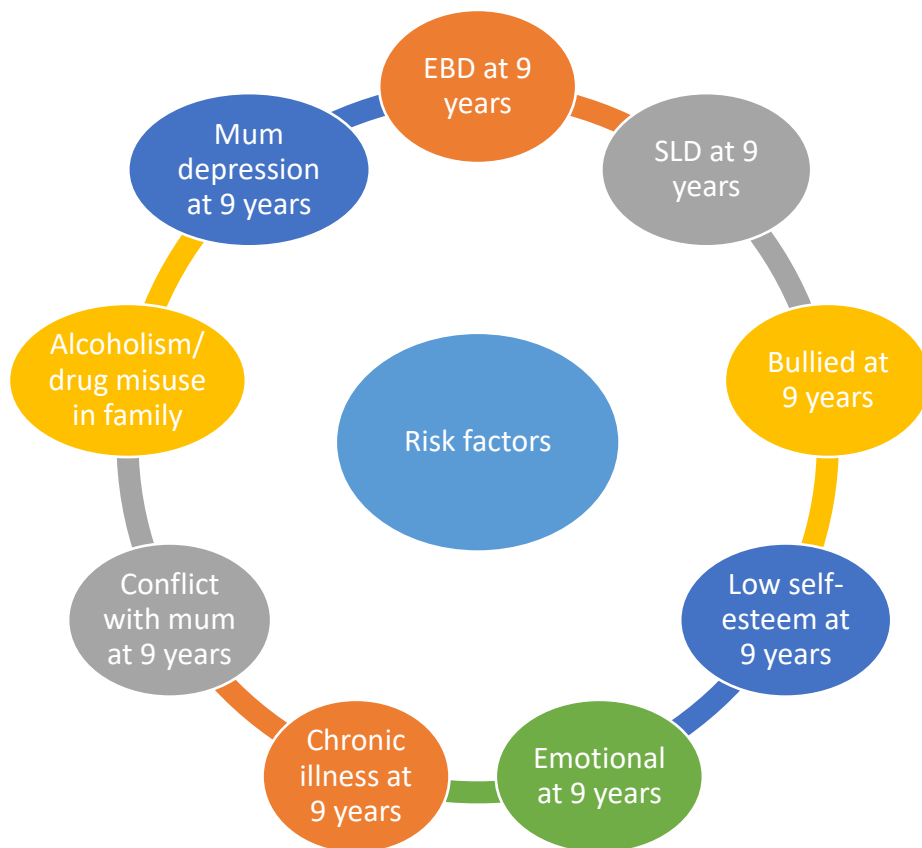 EBD at 9
years
SLD at 9
years
Bullied at
9 years
Low self-
esteem at
9 years
Emotional
at 9 years
Chronic
illness at
9 years
Conflict
with mum
at 9 years
Alcoholism/
drug misuse
in family
Mum
depression
at 9 years
Risk factors